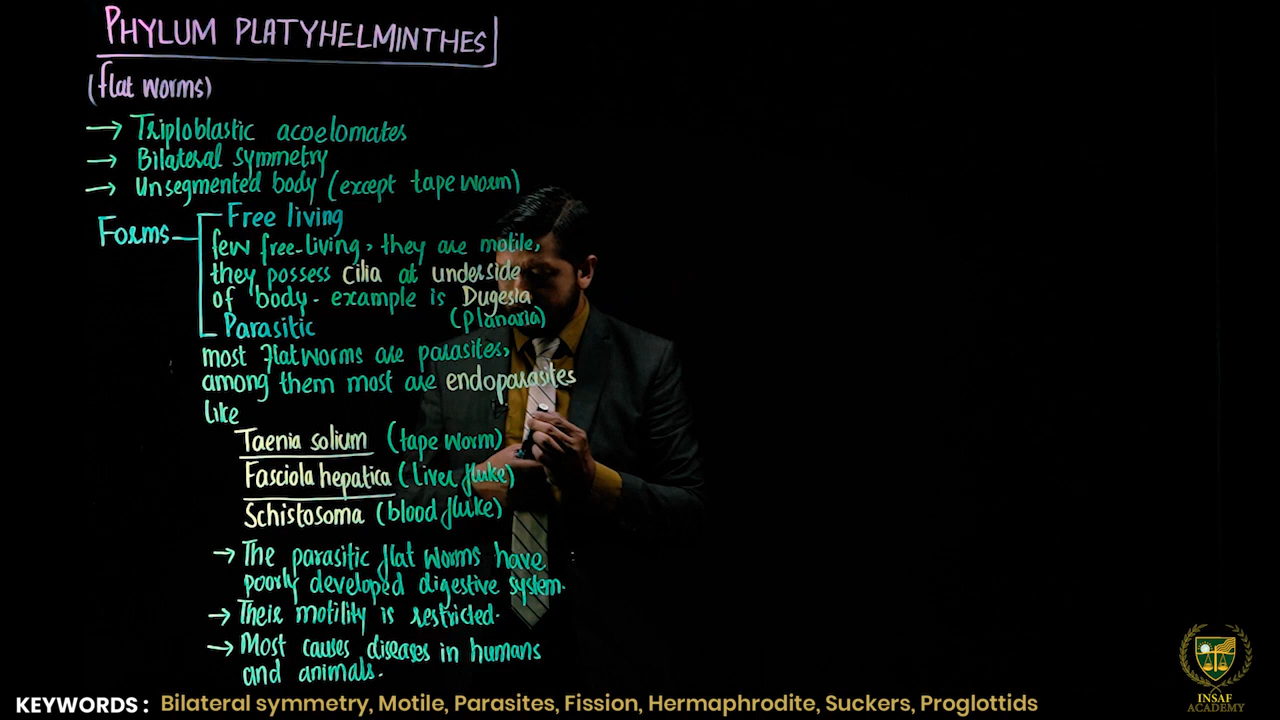 PHYLUM PLATYHELMINTHES
(flat worms)
→ Triploblastic acoelomates
→ Bilateral symmetry
→ Unsegmented body (except tape worm)
Forms
Free living
few free-living, they are motile,
they possess cilia at underside
of body. example is Dugesia
(planaria)
Parasitic
most flatworms are parasites,
among them most are endoparasites
like
Taenia solium (tape worm)
Fasciola hepatica (liver fluke)
Schistosoma (blood fluke)
→ The parasitic flat worms have
poorly developed digestive system.
→ Their motility is restricted.
→ Most causes diseases in humans
and animals.
KEYWORDS : Bilateral symmetry, Motile, Parasites, Fission, Hermaphrodite, Suckers, Proglottids
INSAF
ACADEMY